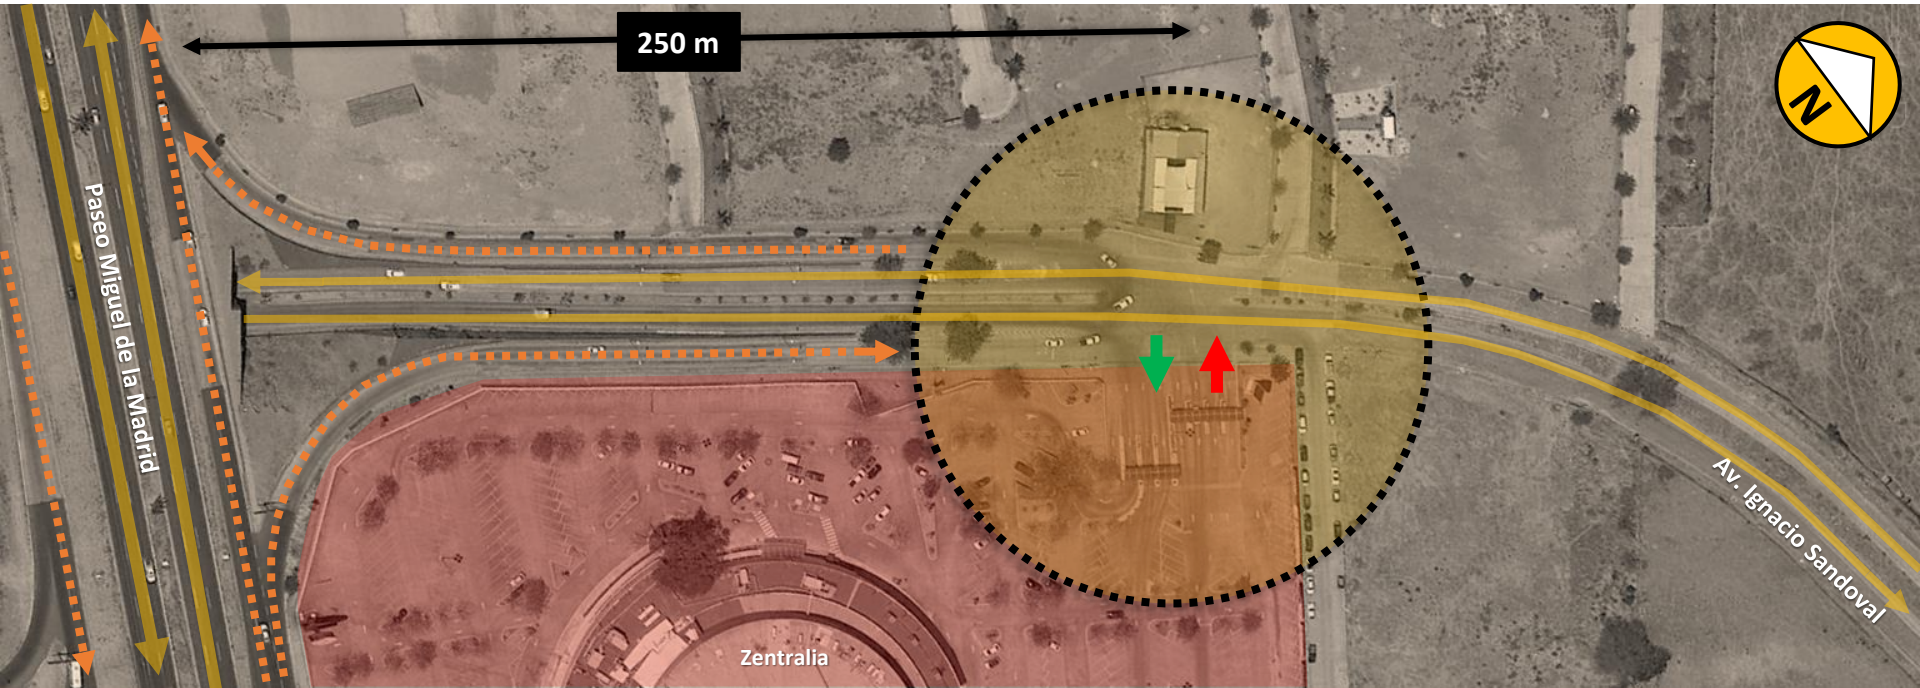 250 m
N
Paseo Miguel de la Madrid
Av. Ignacio Sandoval
Zentralia